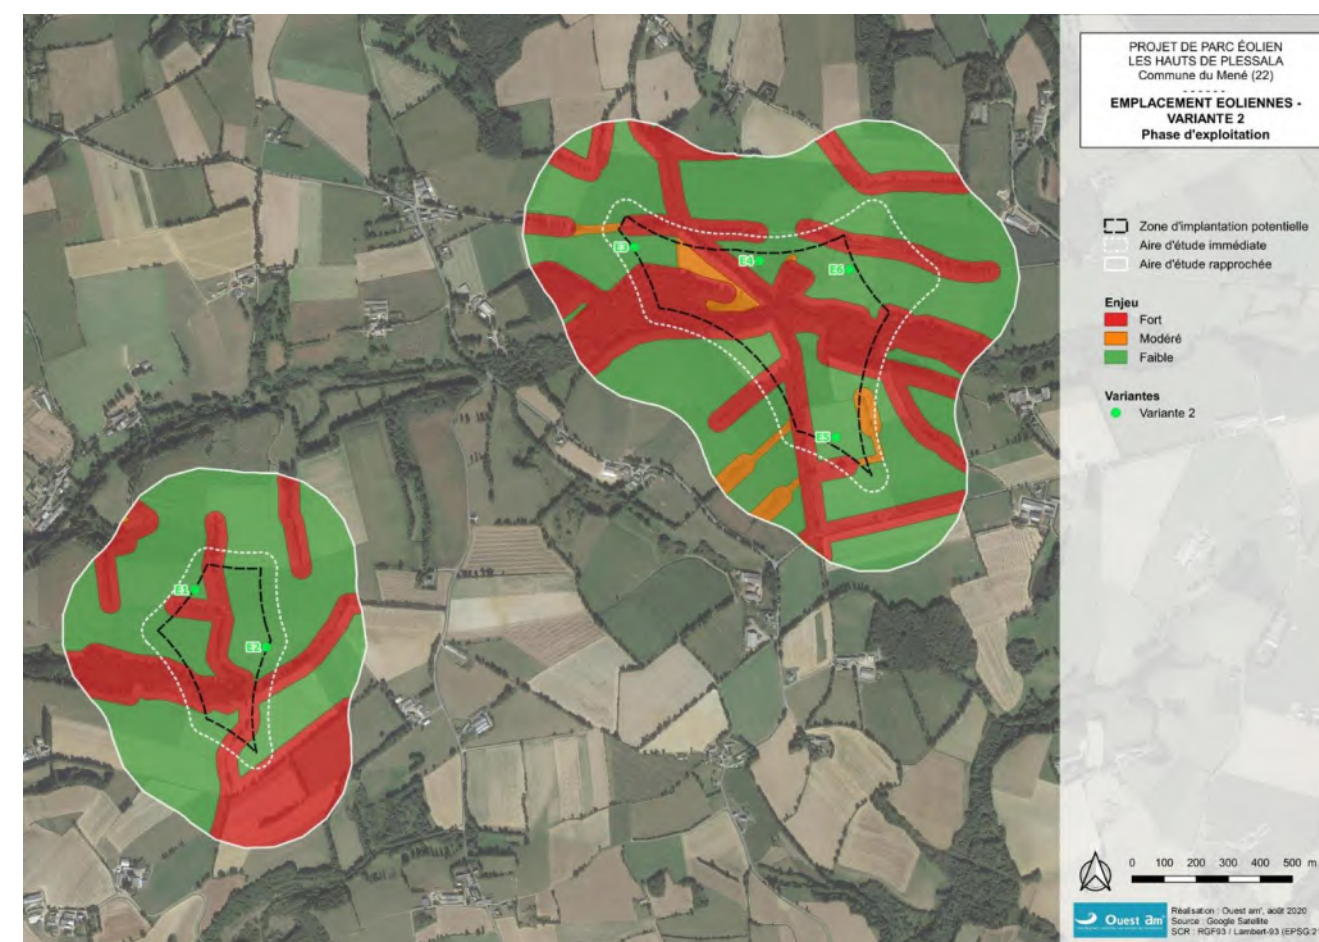 PROJET DE PARC ÉOLIEN
LES HAUTS DE PLESSALA
Commune du Mené (22)
- - - - - -
EMPLACEMENT EOLIENNES -
VARIANTE 2
Phase d'exploitation
Zone d'implantation potentielle
Aire d'étude immédiate
Aire d'étude rapprochée
Enjeu
Fort
Modéré
Faible
Variantes
Variante 2
E4
E6
E5
E1
E2
0 100 200 300 400 500 m
Ouest am'
Réalisation : Ouest am', août 2020
Source : Google Satellite
SCR : RGF93 / Lambert-93 (EPSG:2